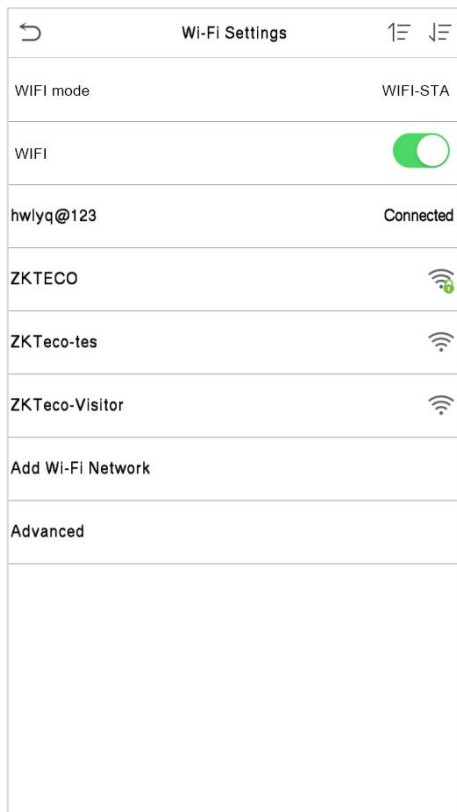 Wi-Fi Settings
WIFI mode WIFI-STA
WIFI
hwlyq@123 Connected
ZKTECO
ZKTeco-tes
ZKTeco-Visitor
Add Wi-Fi Network
Advanced